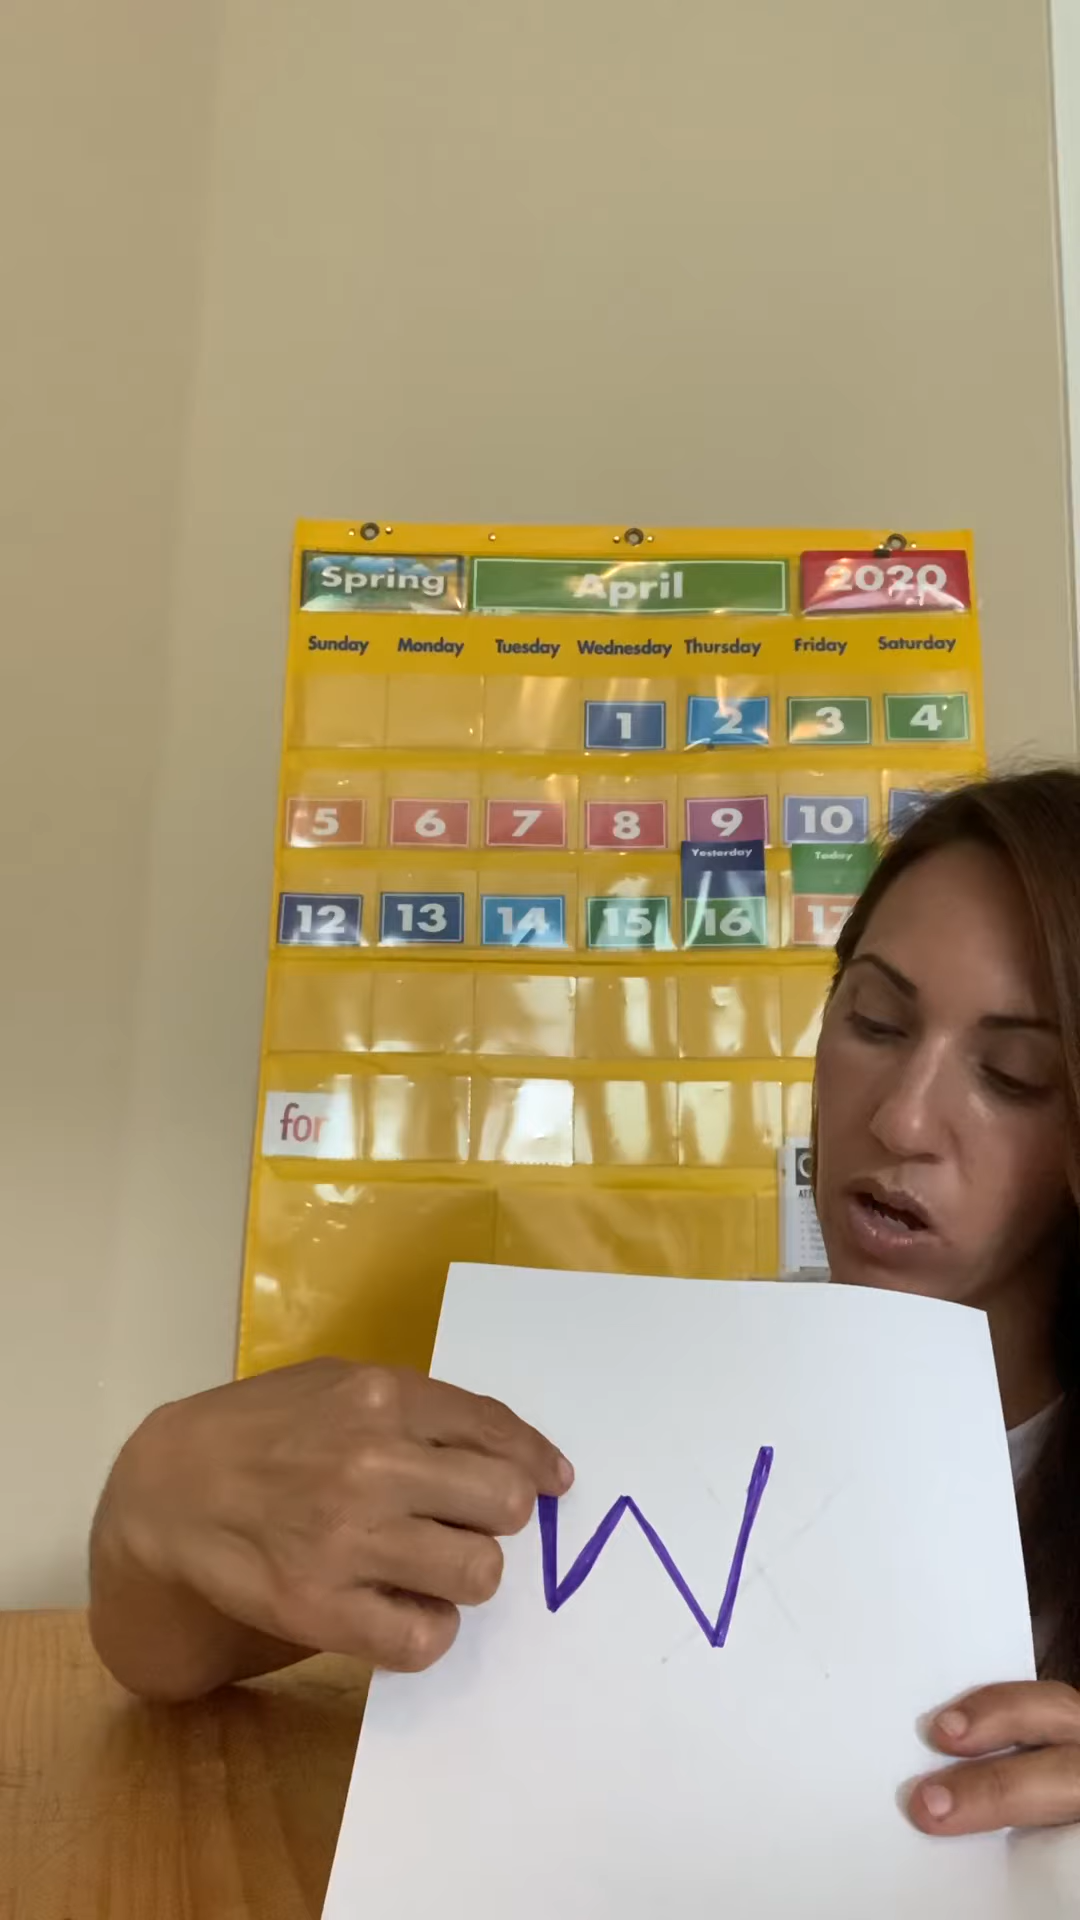 Spring April 2020
Sunday Monday Tuesday Wednesday Thursday Friday Saturday
1 2 3 4
5 6 7 8 9 10
Yesterday Today
12 13 14 15 16 17
for
W